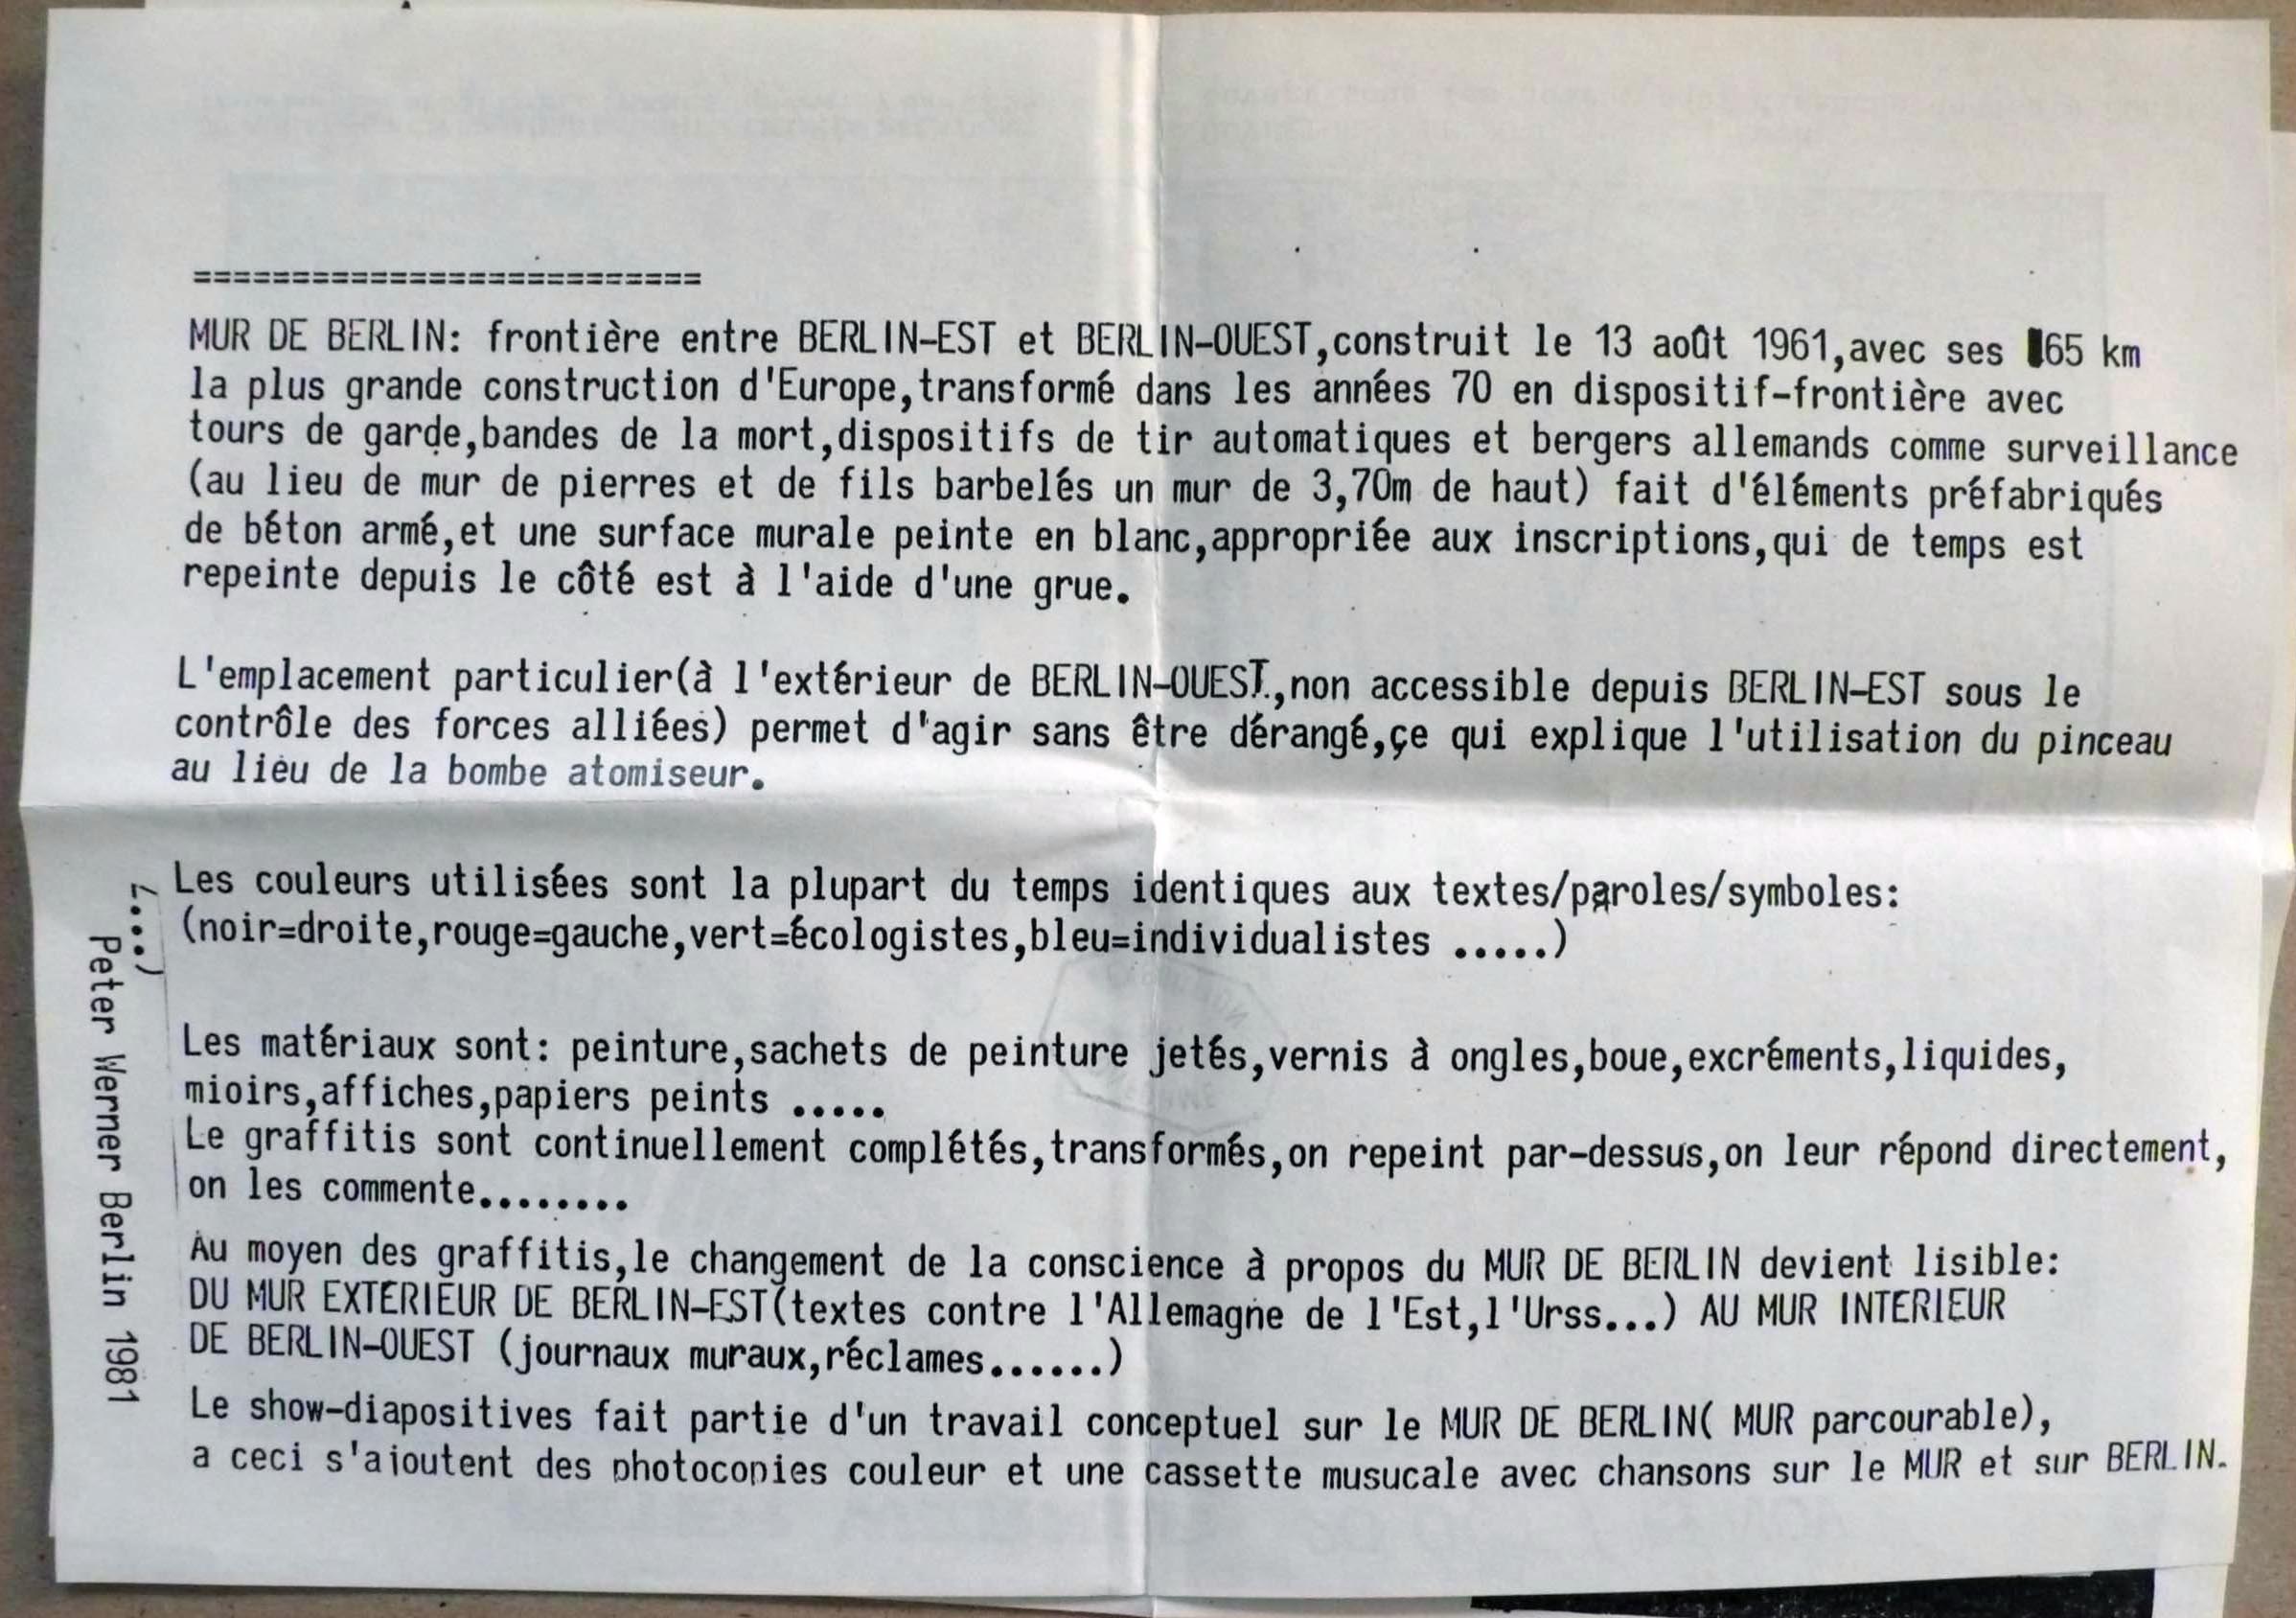 ==========================
MUR DE BERLIN: frontière entre BERLIN-EST et BERLIN-OUEST,construit le 13 août 1961,avec ses 165 km
la plus grande construction d'Europe,transformé dans les années 70 en dispositif-frontière avec
tours de garde,bandes de la mort,dispositifs de tir automatiques et bergers allemands comme surveillance
(au lieu de mur de pierres et de fils barbelés un mur de 3,70m de haut) fait d'éléments préfabriqués
de béton armé,et une surface murale peinte en blanc,appropriée aux inscriptions,qui de temps est
repeinte depuis le côté est à l'aide d'une grue.
L'emplacement particulier(à l'extérieur de BERLIN-OUEST.,non accessible depuis BERLIN-EST sous le
contrôle des forces alliées) permet d'agir sans être dérangé,çe qui explique l'utilisation du pinceau
au lieu de la bombe atomiseur.
Les couleurs utilisées sont la plupart du temps identiques aux textes/paroles/symboles:
(noir=droite,rouge=gauche,vert=écologistes,bleu=individualistes .....)
Les matériaux sont: peinture,sachets de peinture jetés,vernis à ongles,boue,excréments,liquides,
mioirs,affiches,papiers peints .....
Le graffitis sont continuellement complétés,transformés,on repeint par-dessus,on leur répond directement,
on les commente........
Au moyen des graffitis,le changement de la conscience à propos du MUR DE BERLIN devient lisible:
DU MUR EXTERIEUR DE BERLIN-EST(textes contre l'Allemagne de l'Est,l'Urss...) AU MUR INTERIEUR
DE BERLIN-OUEST (journaux muraux,réclames......)
Le show-diapositives fait partie d'un travail conceptuel sur le MUR DE BERLIN( MUR parcourable),
a ceci s'ajoutent des photocopies couleur et une cassette musucale avec chansons sur le MUR et sur BERLIN.
Peter Werner Berlin 1981